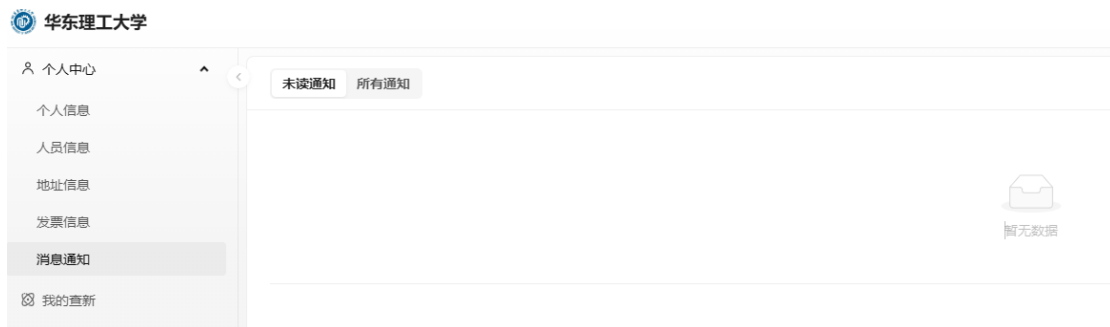 华东理工大学
个人中心
未读通知 所有通知
个人信息
人员信息
地址信息
发票信息
暂无数据
消息通知
我的查新